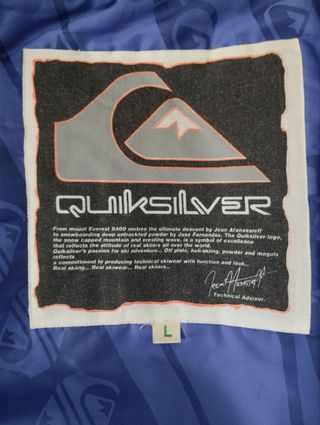 QUIKSILVER
From mount Everest 8400 metres the ultimate descent by Jean Afanassieff
to snowboarding deep untracked powder by Jose Fernandez. The Quiksilver logo,
the snow capped mountain and cresting wave, is a symbol of excellence
that reflects the attitude of real skiers all over the world.
Quiksilver's passion for ski adventure... Off piste, heli-skiing, powder and moguls
reflects
a commitment to producing technical skiwear with function and look...
Real skiing... Real skiwear... Real skiers...
Jean Afanassieff
Technical Advisor.
L